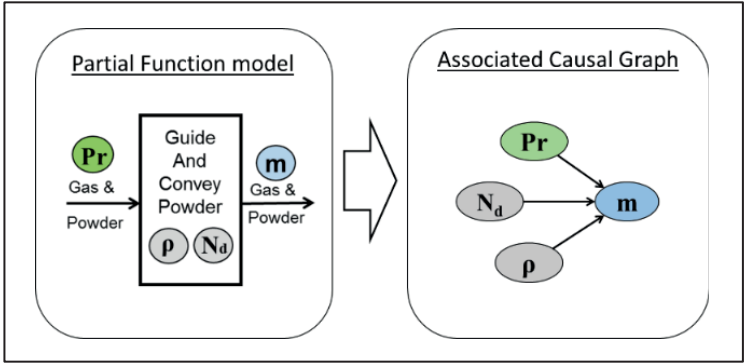 Partial Function model
Pr
Gas &
Powder
Guide
And
Convey
Powder
ρ Nd
m
Gas &
Powder
Associated Causal Graph
Pr
Nd
m
ρ